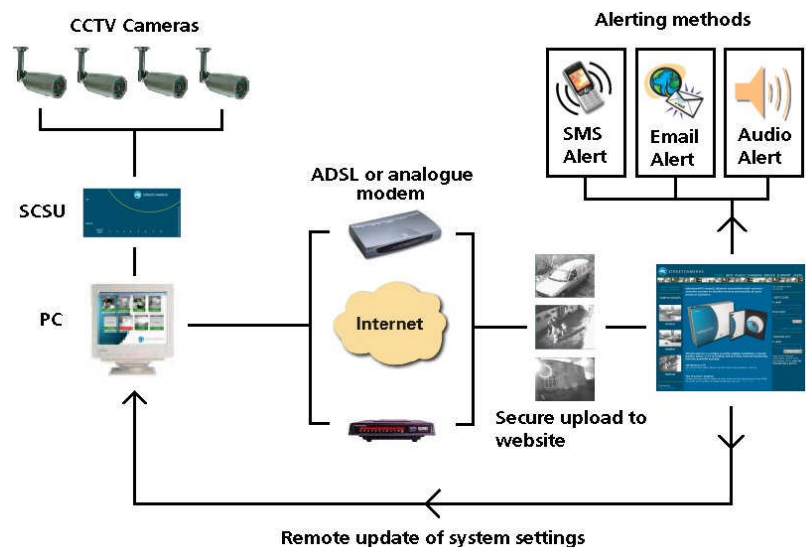 CCTV Cameras
Alerting methods
SMS
Alert
Email
Alert
Audio
Alert
ADSL or analogue
modem
SCSU
PC
Internet
Secure upload to
website
Remote update of system settings